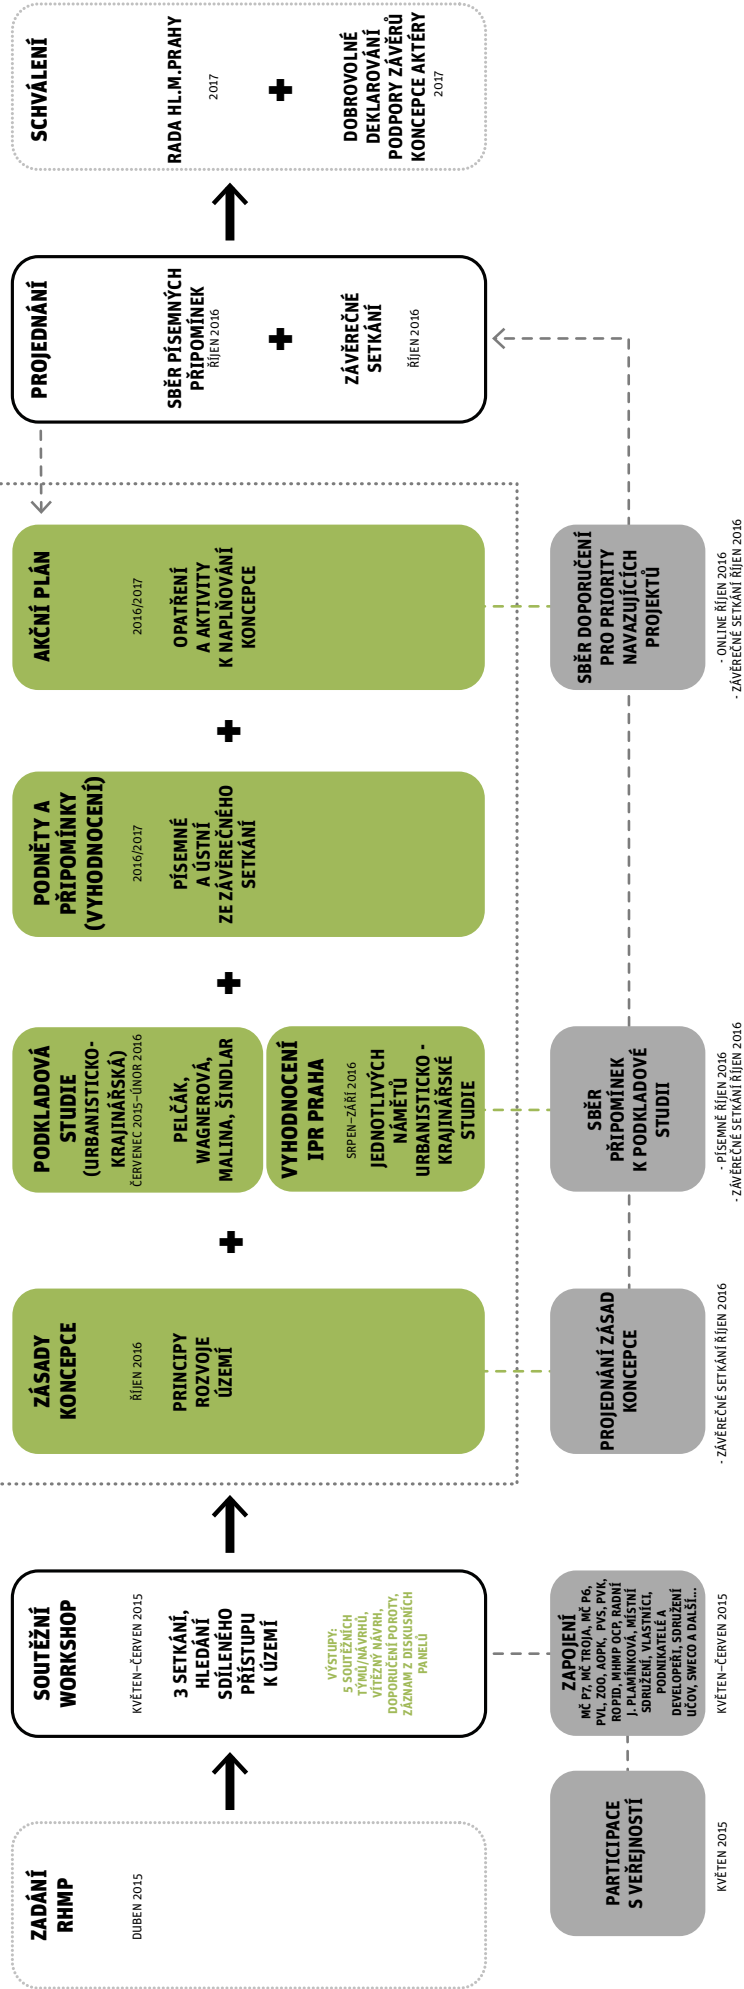 ZADÁNÍ
RHMP
DUBEN 2015
SOUTĚŽNÍ
WORKSHOP
KVĚTEN–ČERVEN 2015
3 SETKÁNÍ,
HLEDÁNÍ
SDÍLENÉHO
PŘÍSTUPU
K ÚZEMÍ
VÝSTUPY:
5 SOUTĚŽNÍCH
TÝMŮ/NÁVRHŮ,
VÍTĚZNÝ NÁVRH,
DOPORUČENÍ POROTY,
ZÁZNAM Z DISKUSNÍCH
PANELŮ
ZÁSADY
KONCEPCE
ŘÍJEN 2016
PRINCIPY
ROZVOJE
ÚZEMÍ
+
PODKLADOVÁ
STUDIE
(URBANISTICKO-
KRAJINÁŘSKÁ)
ČERVENEC 2015–ÚNOR 2016
PELČÁK,
WAGNEROVÁ,
MALINA, ŠINDLAR
VYHODNOCENÍ
IPR PRAHA
SRPEN–ZÁŘÍ 2016
JEDNOTLIVÝCH
NÁMĚTŮ
URBANISTICKO -
KRAJINÁŘSKÉ
STUDIE
+
PODNĚTY A
PŘIPOMÍNKY
(VYHODNOCENÍ)
2016/2017
PÍSEMNÉ
A ÚSTNÍ
ZE ZÁVĚREČNÉHO
SETKÁNÍ
+
AKČNÍ PLÁN
2016/2017
OPATŘENÍ
A AKTIVITY
K NAPLŇOVÁNÍ
KONCEPCE
PROJEDNÁNÍ
SBĚR PÍSEMNÝCH
PŘIPOMÍNEK
ŘÍJEN 2016
+
ZÁVĚREČNÉ
SETKÁNÍ
ŘÍJEN 2016
SCHVÁLENÍ
RADA HL.M.PRAHY
2017
+
DOBROVOLNÉ
DEKLAROVÁNÍ
PODPORY ZÁVĚRŮ
KONCEPCE AKTÉRY
2017
PARTICIPACE
S VEŘEJNOSTÍ
KVĚTEN 2015
ZAPOJENÍ
MČ P7, MČ TROJA, MČ P6,
PVL, ZOO, AOPK, PVS, PVK,
ROPID, MHMP OCP, RADNÍ
J. PLAMÍNKOVÁ, MÍSTNÍ
SDRUŽENÍ, VLASTNÍCI,
PODNIKATELÉ A
DEVELOPEŘI, SDRUŽENÍ
UČOV, SWECO A DALŠÍ...
KVĚTEN–ČERVEN 2015
PROJEDNÁNÍ ZÁSAD
KONCEPCE
- ZÁVĚREČNÉ SETKÁNÍ ŘÍJEN 2016
SBĚR
PŘIPOMÍNEK
K PODKLADOVÉ
STUDII
- PÍSEMNĚ ŘÍJEN 2016
- ZÁVĚREČNÉ SETKÁNÍ ŘÍJEN 2016
SBĚR DOPORUČENÍ
PRO PRIORITY
NAVAZUJÍCÍCH
PROJEKTŮ
- ONLINE ŘÍJEN 2016
- ZÁVĚREČNÉ SETKÁNÍ ŘÍJEN 2016